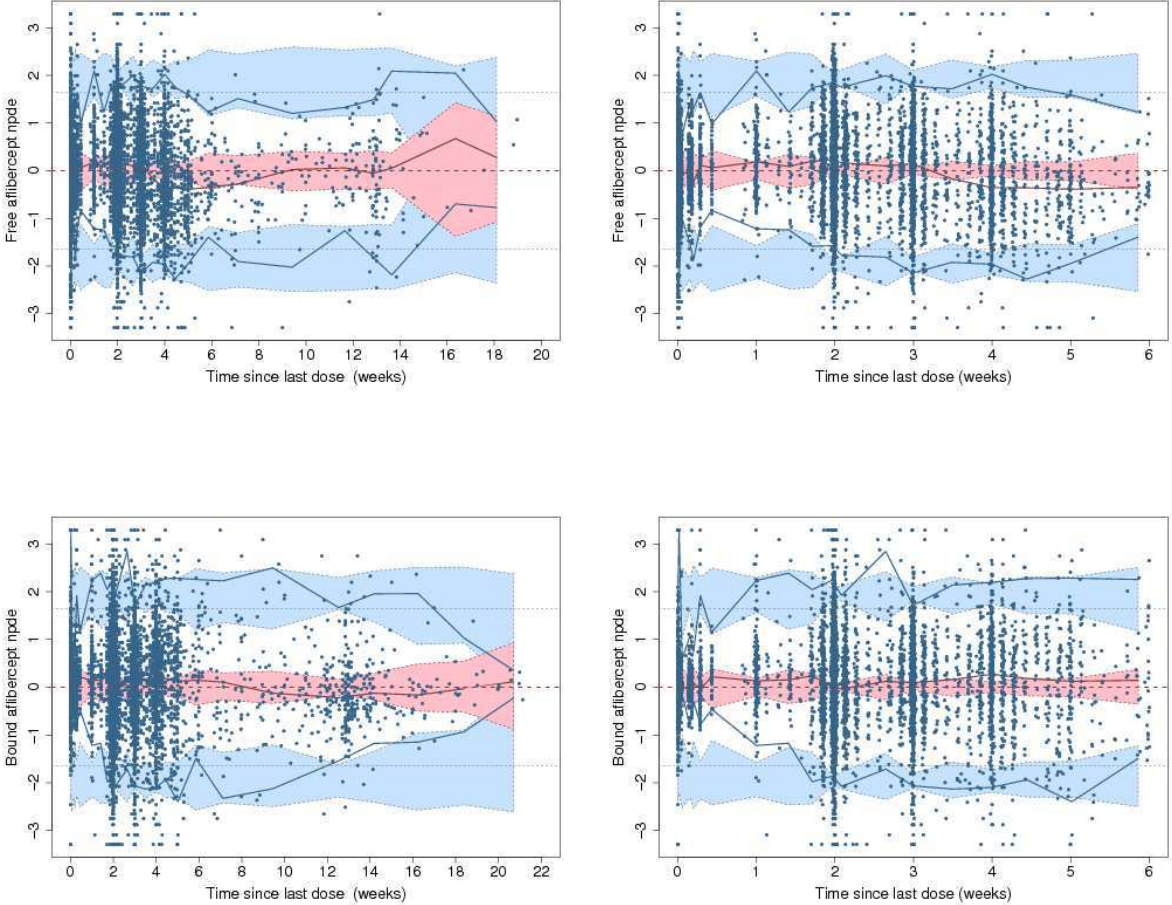 Free aflibercept npde
3
2
1
0
−1
−2
−3
0 2 4 6 8 10 12 14 16 18 20
Time since last dose (weeks)
Free aflibercept npde
3
2
1
0
−1
−2
−3
0 1 2 3 4 5 6
Time since last dose (weeks)
Bound aflibercept npde
3
2
1
0
−1
−2
−3
0 2 4 6 8 10 12 14 16 18 20 22
Time since last dose (weeks)
Bound aflibercept npde
3
2
1
0
−1
−2
−3
0 1 2 3 4 5 6
Time since last dose (weeks)